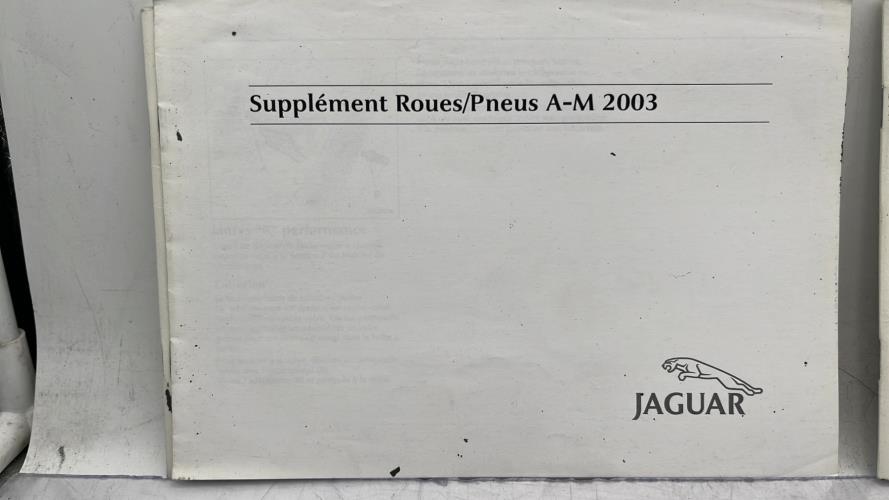 Supplément Roues/Pneus A-M 2003
JAGUAR